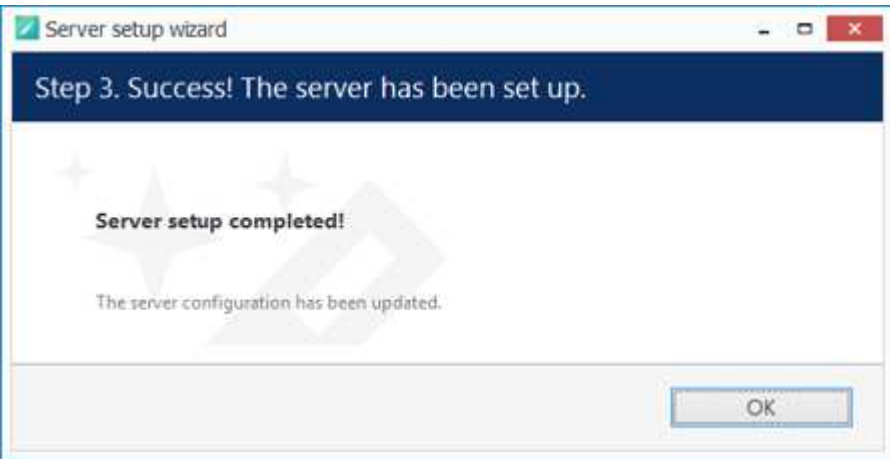 Server setup wizard
Step 3. Success! The server has been set up.
Server setup completed!
The server configuration has been updated.
OK